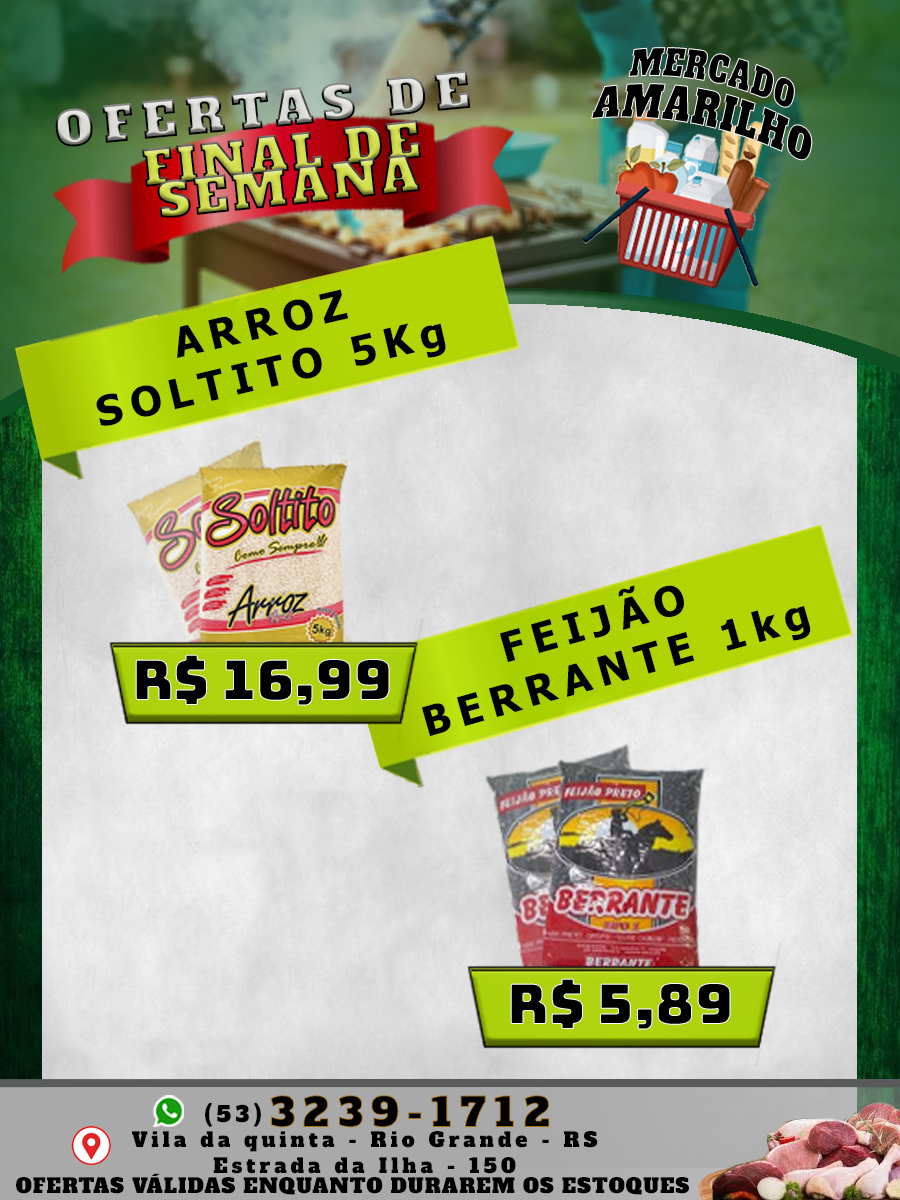 OFERTAS DE
FINAL DE
SEMANA
MERCADO
AMARILHO
ARROZ
SOLTITO 5Kg
Soltito
Como Sempre!!!
Arroz
5kg
R$ 16,99
FEIJÃO
BERRANTE 1kg
FEIJÃO PRETO
BERRANTE
BERRANTE
R$ 5,89
(53) 3239-1712
Vila da quinta - Rio Grande - RS
Estrada da Ilha - 150
OFERTAS VÁLIDAS ENQUANTO DURAREM OS ESTOQUES